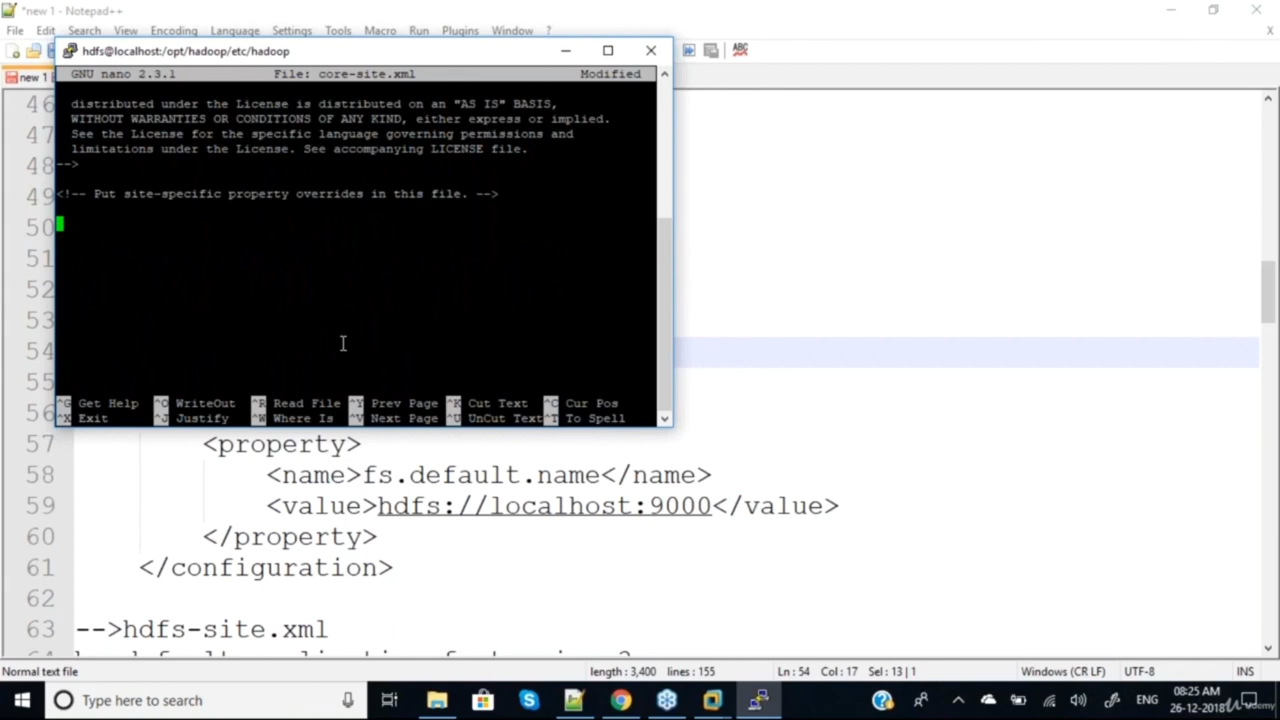 *new 1 - Notepad++
File Edit Search View Encoding Language Settings Tools Macro Run Plugins Window ?
new 1
hdfs@localhost:/opt/hadoop/etc/hadoop
GNU nano 2.3.1 File: core-site.xml Modified
distributed under the License is distributed on an "AS IS" BASIS,
WITHOUT WARRANTIES OR CONDITIONS OF ANY KIND, either express or implied.
See the License for the specific language governing permissions and
limitations under the License. See accompanying LICENSE file.
-->
<!-- Put site-specific property overrides in this file. -->
^G Get Help ^O WriteOut ^R Read File ^Y Prev Page ^K Cut Text ^C Cur Pos
^X Exit ^J Justify ^W Where Is ^V Next Page ^U UnCut Text ^T To Spell
46
47
48
49
50
51
52
53
54
55
56
57 <property>
58 <name>fs.default.name</name>
59 <value>hdfs://localhost:9000</value>
60 </property>
61 </configuration>
62
63 -->hdfs-site.xml
Normal text file length : 3,400 lines : 155 Ln : 54 Col : 17 Sel : 13 | 1 Windows (CR LF) UTF-8 INS
Type here to search
ENG
08:25 AM
26-12-2018
Udemy